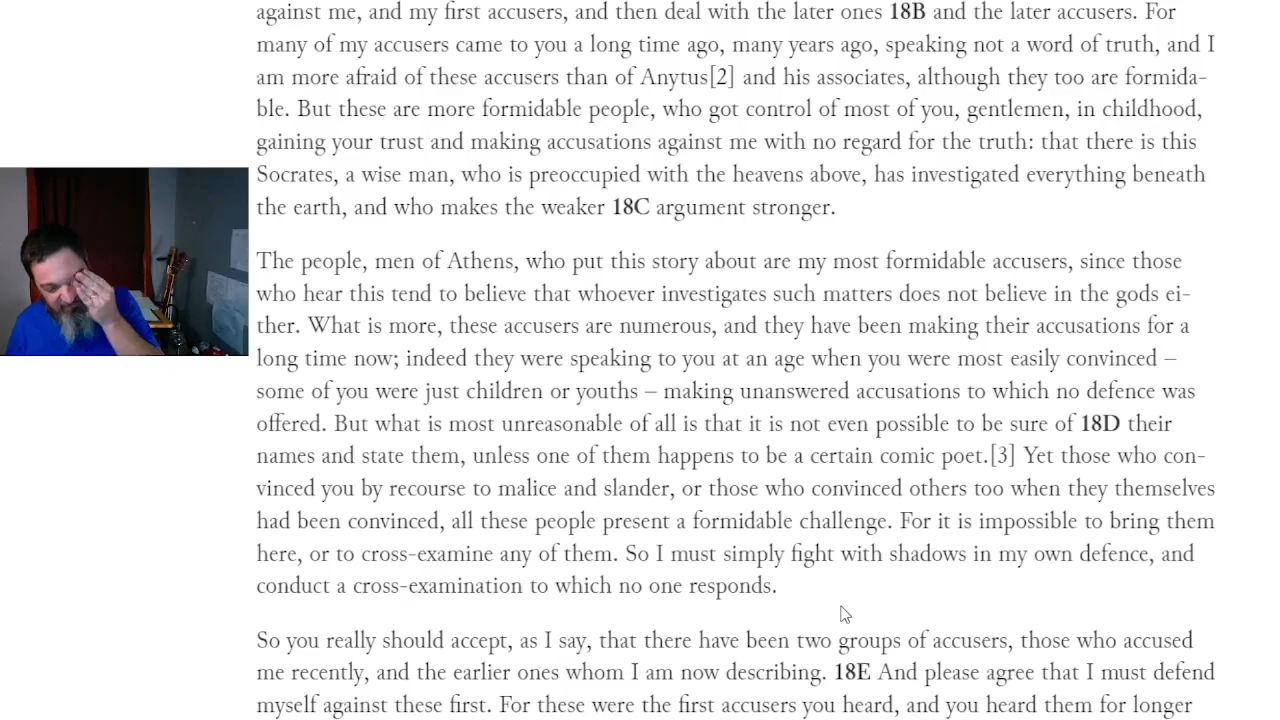 against me, and my first accusers, and then deal with the later ones 18B and the later accusers. For
many of my accusers came to you a long time ago, many years ago, speaking not a word of truth, and I
am more afraid of these accusers than of Anytus[2] and his associates, although they too are formida-
ble. But these are more formidable people, who got control of most of you, gentlemen, in childhood,
gaining your trust and making accusations against me with no regard for the truth: that there is this
Socrates, a wise man, who is preoccupied with the heavens above, has investigated everything beneath
the earth, and who makes the weaker 18C argument stronger.
The people, men of Athens, who put this story about are my most formidable accusers, since those
who hear this tend to believe that whoever investigates such matters does not believe in the gods ei-
ther. What is more, these accusers are numerous, and they have been making their accusations for a
long time now; indeed they were speaking to you at an age when you were most easily convinced –
some of you were just children or youths – making unanswered accusations to which no defence was
offered. But what is most unreasonable of all is that it is not even possible to be sure of 18D their
names and state them, unless one of them happens to be a certain comic poet.[3] Yet those who con-
vinced you by recourse to malice and slander, or those who convinced others too when they themselves
had been convinced, all these people present a formidable challenge. For it is impossible to bring them
here, or to cross-examine any of them. So I must simply fight with shadows in my own defence, and
conduct a cross-examination to which no one responds.
So you really should accept, as I say, that there have been two groups of accusers, those who accused
me recently, and the earlier ones whom I am now describing. 18E And please agree that I must defend
myself against these first. For these were the first accusers you heard, and you heard them for longer